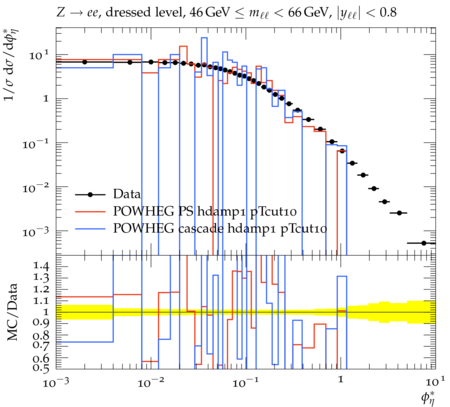 Z → ee, dressed level, 46 GeV ≤ mℓℓ < 66 GeV, |yℓℓ| < 0.8
1/σ dσ/dϕ*η
10¹
1
10⁻¹
10⁻²
10⁻³
Data
POWHEG PS hdamp1 pTcut10
POWHEG cascade hdamp1 pTcut10
MC/Data
1.4
1.3
1.2
1.1
1
0.9
0.8
0.7
0.6
0.5
10⁻³ 10⁻² 10⁻¹ 1 10¹
ϕ*η